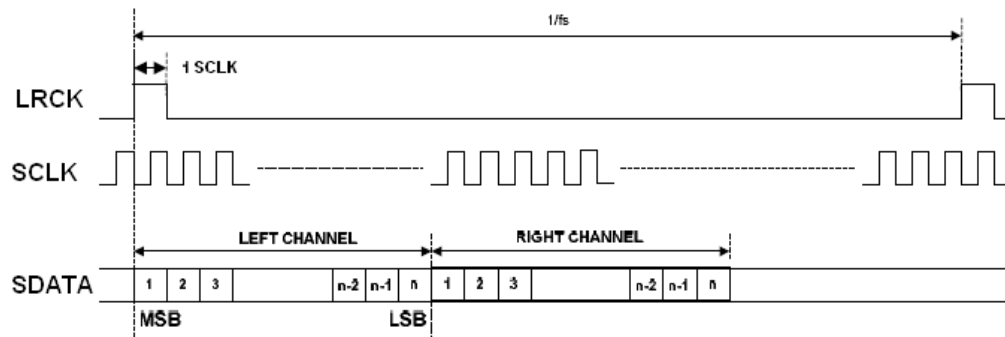 1/fs
1 SCLK
LRCK
SCLK
LEFT CHANNEL RIGHT CHANNEL
SDATA 1 2 3 n-2 n-1 n 1 2 3 n-2 n-1 n
MSB LSB